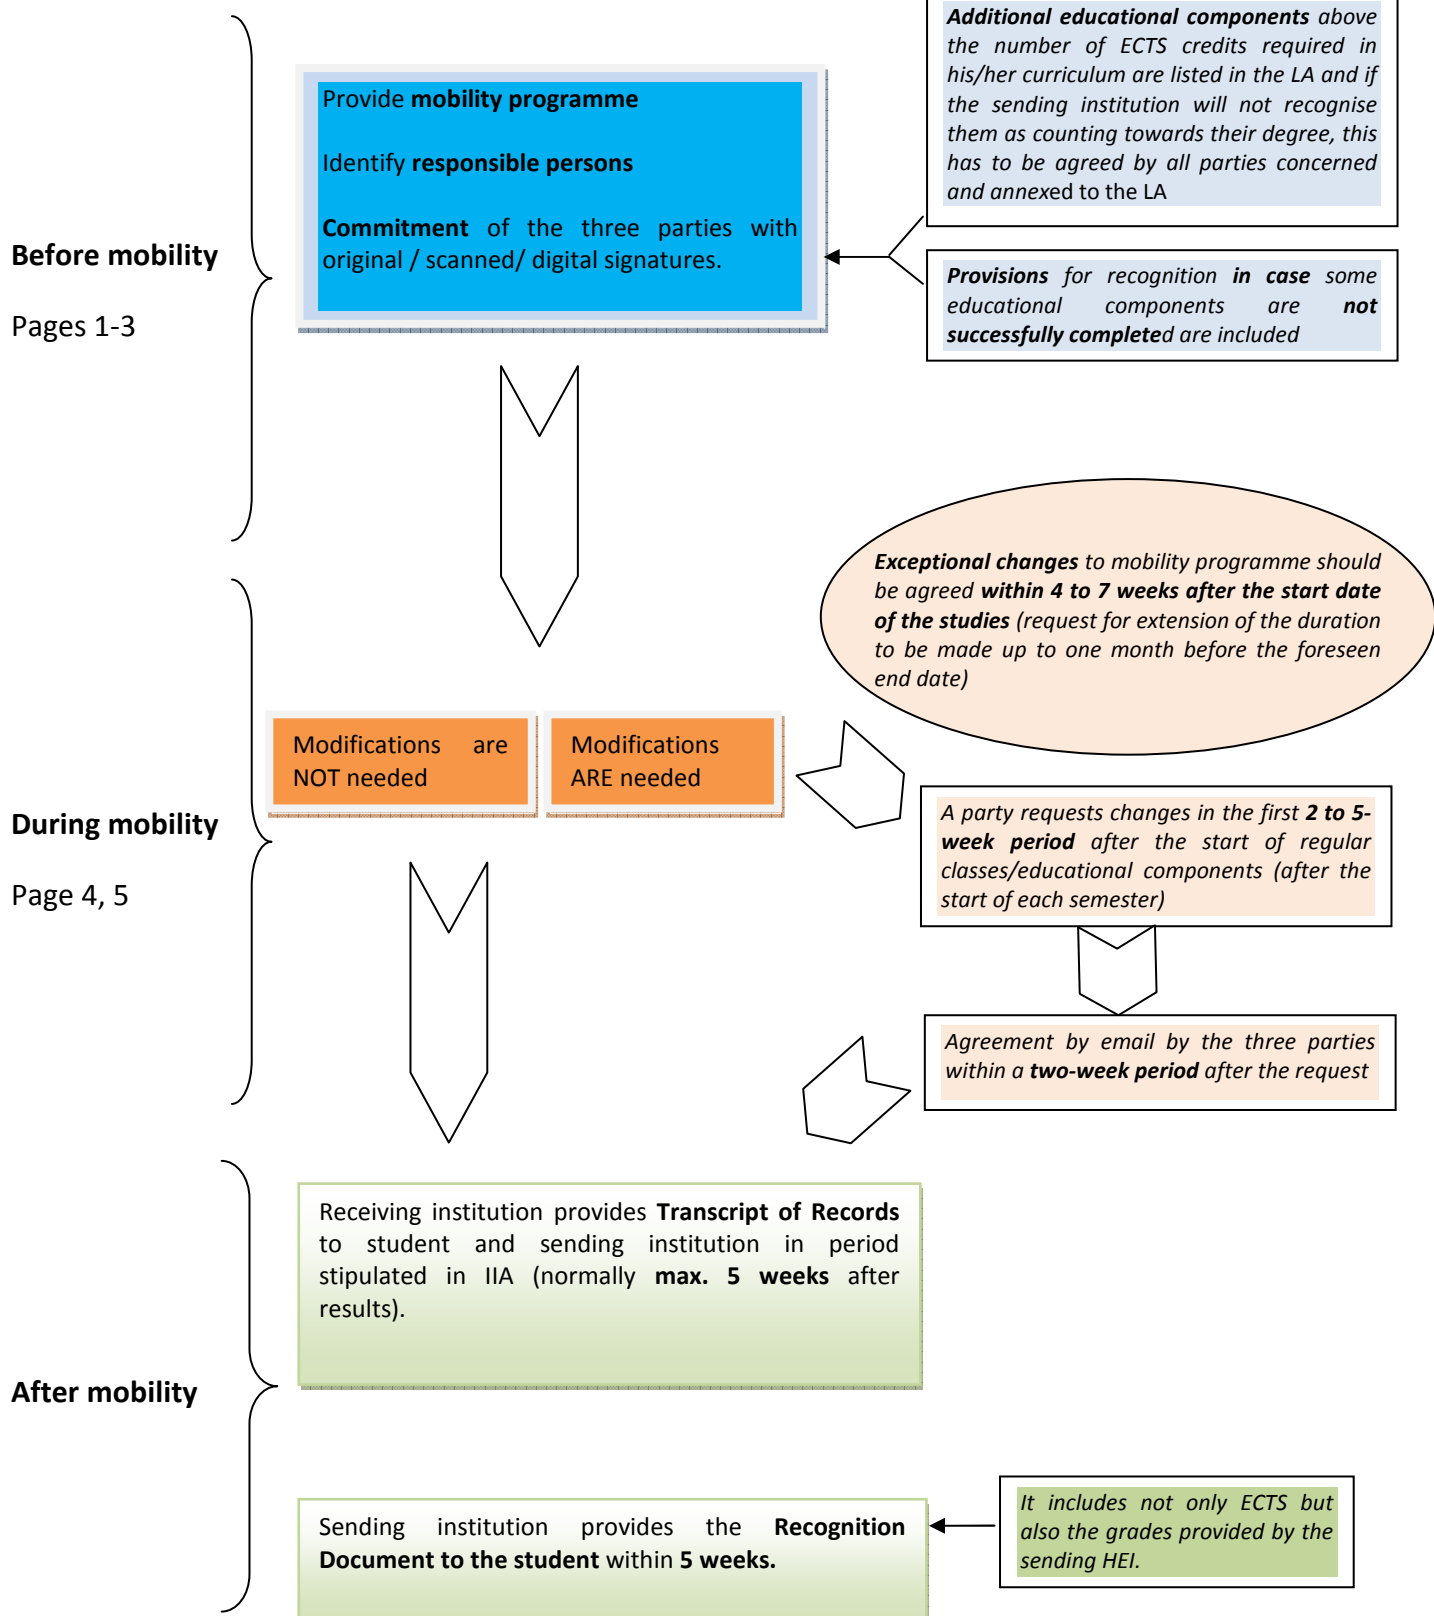 Additional educational components above
the number of ECTS credits required in
his/her curriculum are listed in the LA and if
the sending institution will not recognise
them as counting towards their degree, this
has to be agreed by all parties concerned
and annexed to the LA
Provide mobility programme
Identify responsible persons
Commitment of the three parties with
original / scanned/ digital signatures.
Before mobility
Pages 1-3
Provisions for recognition in case some
educational components are not
successfully completed are included
Exceptional changes to mobility programme should
be agreed within 4 to 7 weeks after the start date
of the studies (request for extension of the duration
to be made up to one month before the foreseen
end date)
Modifications are
NOT needed
Modifications
ARE needed
During mobility
Page 4, 5
A party requests changes in the first 2 to 5-
week period after the start of regular
classes/educational components (after the
start of each semester)
Agreement by email by the three parties
within a two-week period after the request
Receiving institution provides Transcript of Records
to student and sending institution in period
stipulated in IIA (normally max. 5 weeks after
results).
After mobility
Sending institution provides the Recognition
Document to the student within 5 weeks.
It includes not only ECTS but
also the grades provided by the
sending HEI.